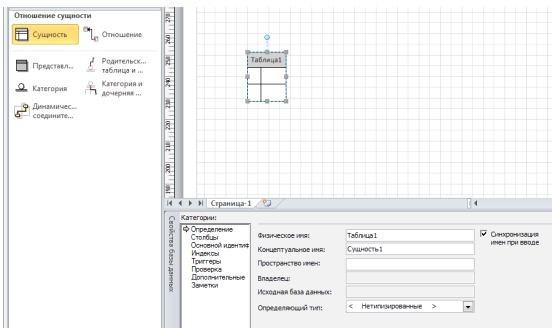 Отношение сущности
Сущность
Отношение
Представл...
Родительск...
таблица и ...
Категория
Категория и
дочерняя ...
Динамичес...
соедините...
Таблица1
Страница-1
Свойства базы данных
Категории:
Определение
Столбцы
Основной идентиф
Индексы
Триггеры
Проверка
Дополнительные
Заметки
Физическое имя:
Таблица1
Концептуальное имя:
Сущность1
Пространство имен:
Владелец:
Исходная база данных:
Определяющий тип:
< Нетипизированные >
Синхронизация
имен при вводе